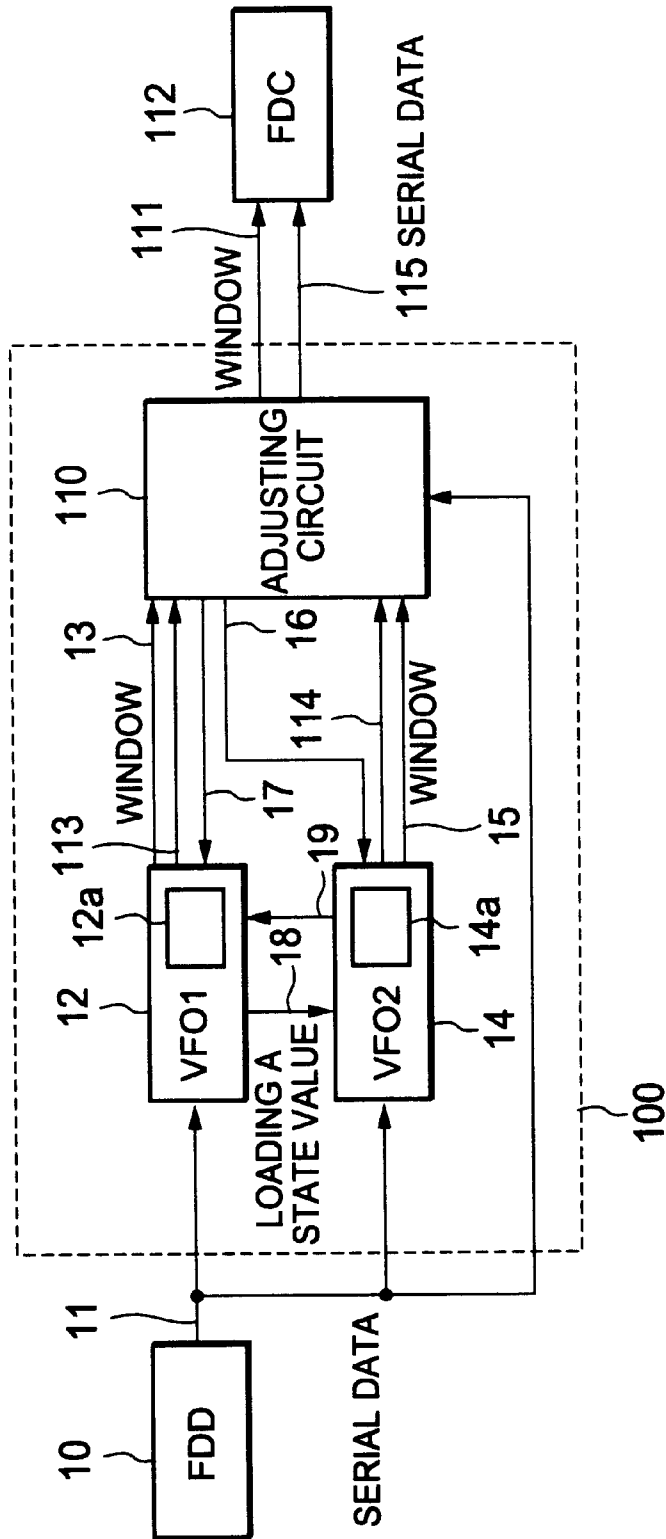 10
FDD
11
SERIAL DATA
12
VFO1
12a
LOADING A
STATE VALUE
18
19
VFO2
14a
14
WINDOW
13
113
17
16
114
WINDOW
15
110
ADJUSTING
CIRCUIT
100
WINDOW
111
115 SERIAL DATA
112
FDC